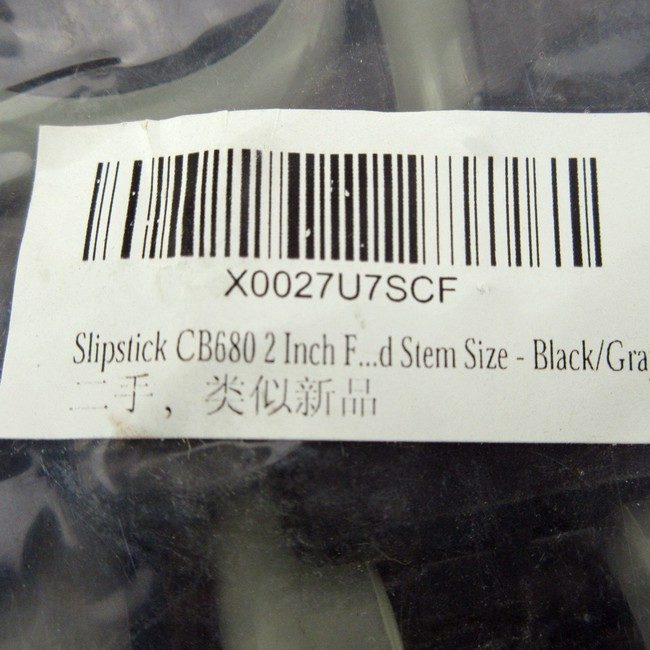 X0027U7SCF
Slipstick CB680 2 Inch F...d Stem Size - Black/Gra
二手，类似新品